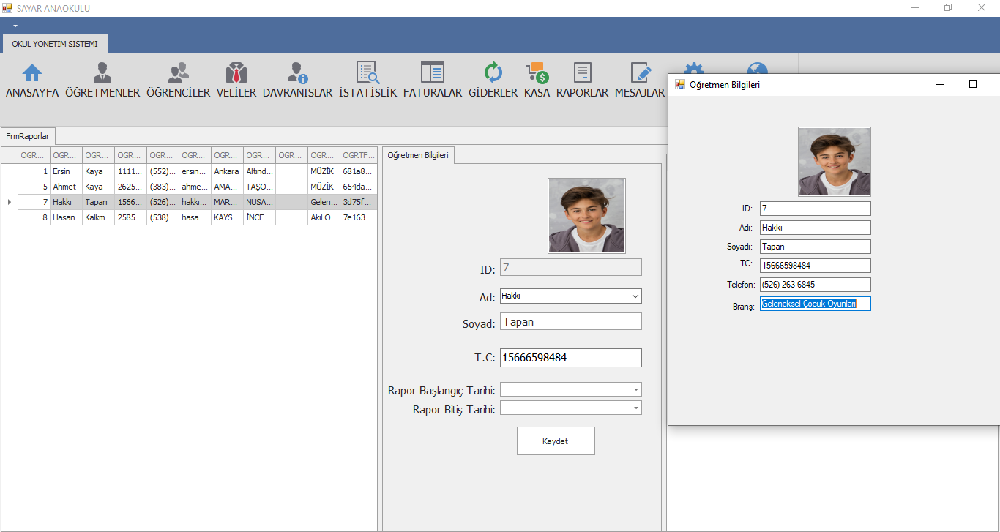 SAYAR ANAOKULU
OKUL YÖNETİM SİSTEMİ
ANASAYFA ÖĞRETMENLER ÖĞRENCİLER VELİLER DAVRANISLAR İSTATİSLİK FATURALAR GİDERLER KASA RAPORLAR MESAJLAR
FrmRaporlar
OGR... OGR... OGR... OGR... OGR... OGR... OGR... OGR... OGR... OGR... OGRTF...
1 Ersin Kaya 1111... (552)... ersın... Ankara Altınd... MÜZİK 681a8...
5 Ahmet Kaya 2625... (383)... ahme... AMA... TAŞO... MÜZİK 654da...
7 Hakkı Tapan 1566... (526)... hakkı... MAR... NUSA... Gelen... 3d75f...
8 Hasan Kalkm... 2585... (538)... hasa... KAYS... İNCE... Akıl O... 7e163...
Öğretmen Bilgileri
ID: 7
Ad: Hakkı
Soyad: Tapan
T.C: 15666598484
Rapor Başlangıç Tarihi:
Rapor Bitiş Tarihi:
Kaydet
Öğretmen Bilgileri
ID: 7
Adı: Hakkı
Soyadı: Tapan
TC: 15666598484
Telefon: (526) 263-6845
Branş: Geleneksel Çocuk Oyunları